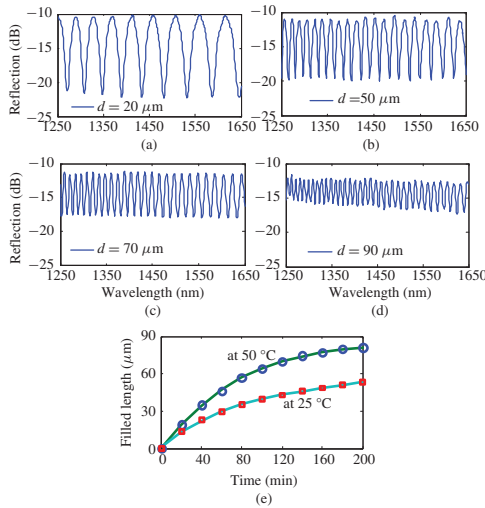 −10
−15
−20
−25
Reflection (dB)
d = 20 μm
1250 1350 1450 1550 1650
(a)
−10
−15
−20
−25
d = 50 μm
1250 1350 1450 1550 1650
(b)
−10
−15
−20
−25
Reflection (dB)
d = 70 μm
1250 1350 1450 1550 1650
Wavelength (nm)
(c)
−10
−15
−20
−25
d = 90 μm
1250 1350 1450 1550 1650
Wavelength (nm)
(d)
90
60
30
0
Filled length (μm)
at 50 °C
at 25 °C
0 40 80 120 160 200
Time (min)
(e)